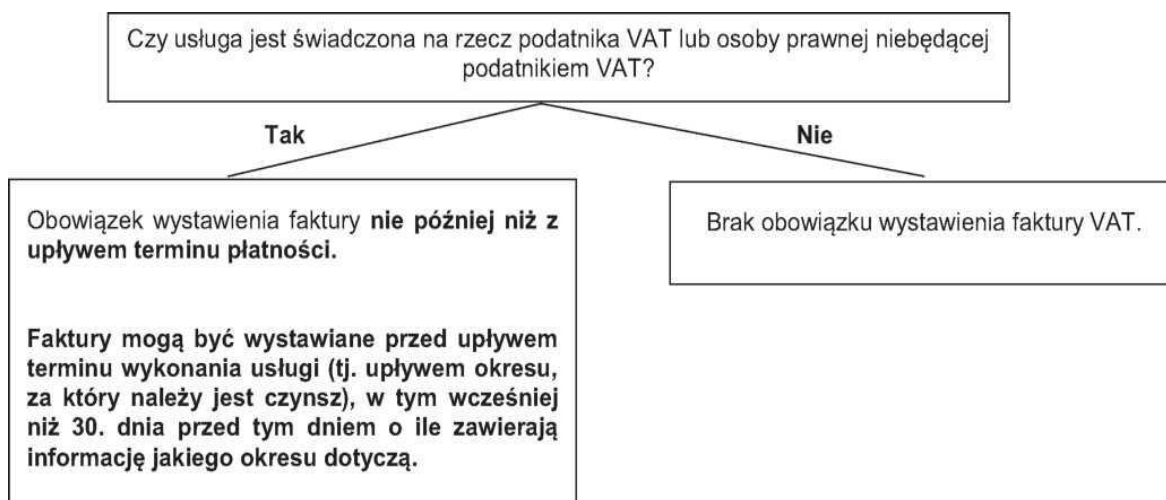 Czy usługa jest świadczona na rzecz podatnika VAT lub osoby prawnej niebędącej
podatnikiem VAT?
Tak
Nie
Obowiązek wystawienia faktury nie później niż z
upływem terminu płatności.
Faktury mogą być wystawiane przed upływem
terminu wykonania usługi (tj. upływem okresu,
za który należy jest czynsz), w tym wcześniej
niż 30. dnia przed tym dniem o ile zawierają
informację jakiego okresu dotyczą.
Brak obowiązku wystawienia faktury VAT.